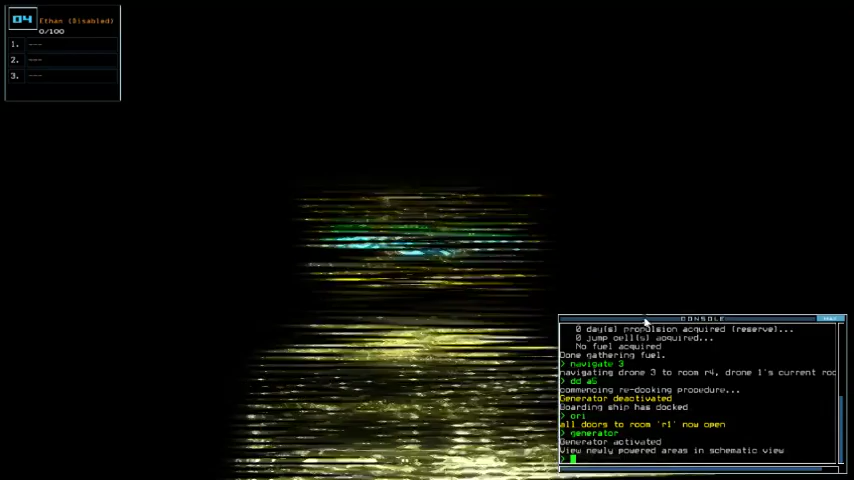 04 Ethan (Disabled)
0/100
1. ---
2. ---
3. ---
CONSOLE
0 day(s) propulsion acquired (reserve)...
0 jump cell(s) acquired...
No fuel acquired
Done gathering fuel.
> navigate 3
navigating drone 3 to room r4, drone 1's current roo
> dd a5
commencing re-docking procedure...
Generator deactivated
Boarding ship has docked
> ori
all doors to room 'r1' now open
> generator
Generator activated
View newly powered areas in schematic view
>